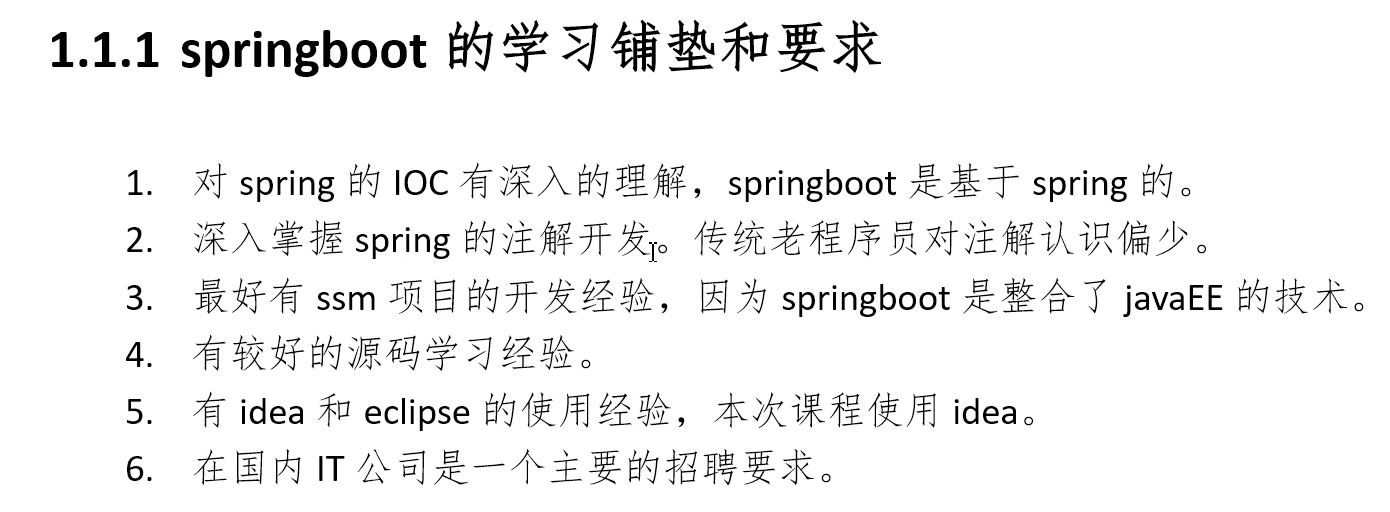 1.1.1 springboot 的学习铺垫和要求
1. 对 spring 的 IOC 有深入的理解，springboot 是基于 spring 的。
2. 深入掌握 spring 的注解开发。传统老程序员对注解认识偏少。
3. 最好有 ssm 项目的开发经验，因为 springboot 是整合了 javaEE 的技术。
4. 有较好的源码学习经验。
5. 有 idea 和 eclipse 的使用经验，本次课程使用 idea。
6. 在国内 IT 公司是一个主要的招聘要求。